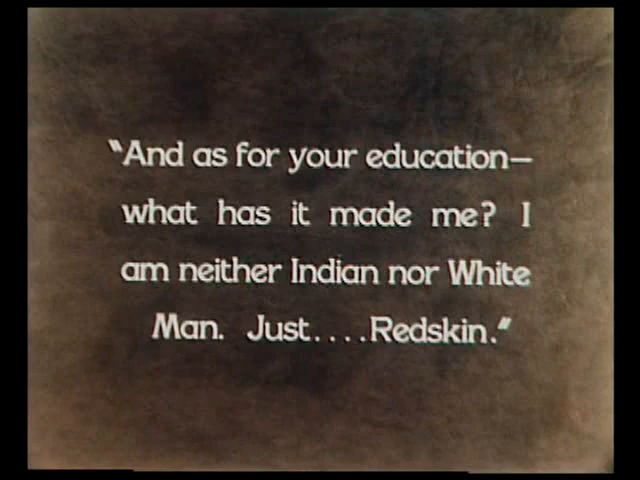 "And as for your education—
what has it made me? I
am neither Indian nor White
Man. Just....Redskin."